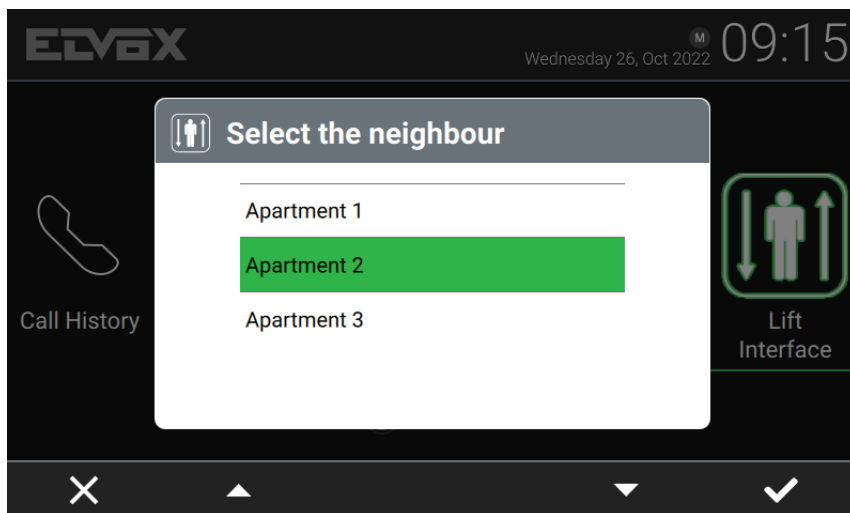 ELVOX
M
Wednesday 26, Oct 2022
09:15
Select the neighbour
Apartment 1
Apartment 2
Apartment 3
Call History
Lift
Interface